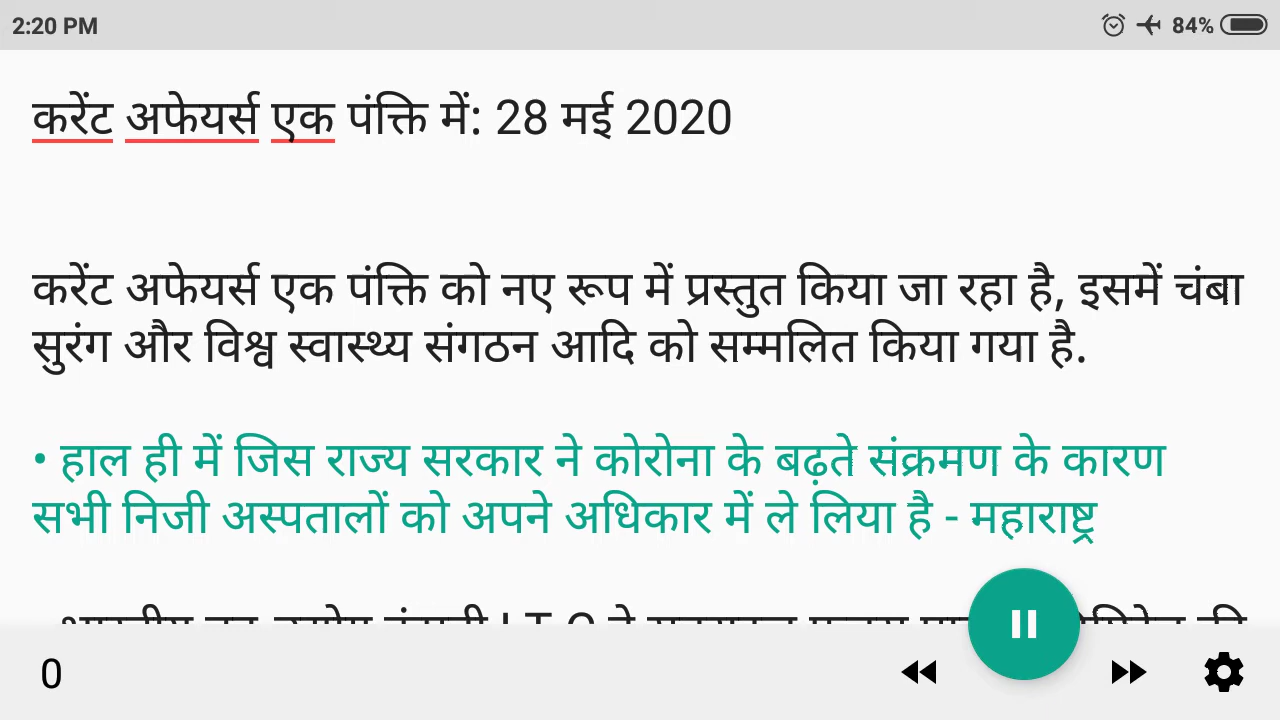 2:20 PM
84%
करेंट अफेयर्स एक पंक्ति में: 28 मई 2020
करेंट अफेयर्स एक पंक्ति को नए रूप में प्रस्तुत किया जा रहा है, इसमें चंबा
सुरंग और विश्व स्वास्थ्य संगठन आदि को सम्मलित किया गया है.
• हाल ही में जिस राज्य सरकार ने कोरोना के बढ़ते संक्रमण के कारण
सभी निजी अस्पतालों को अपने अधिकार में ले लिया है - महाराष्ट्र
0